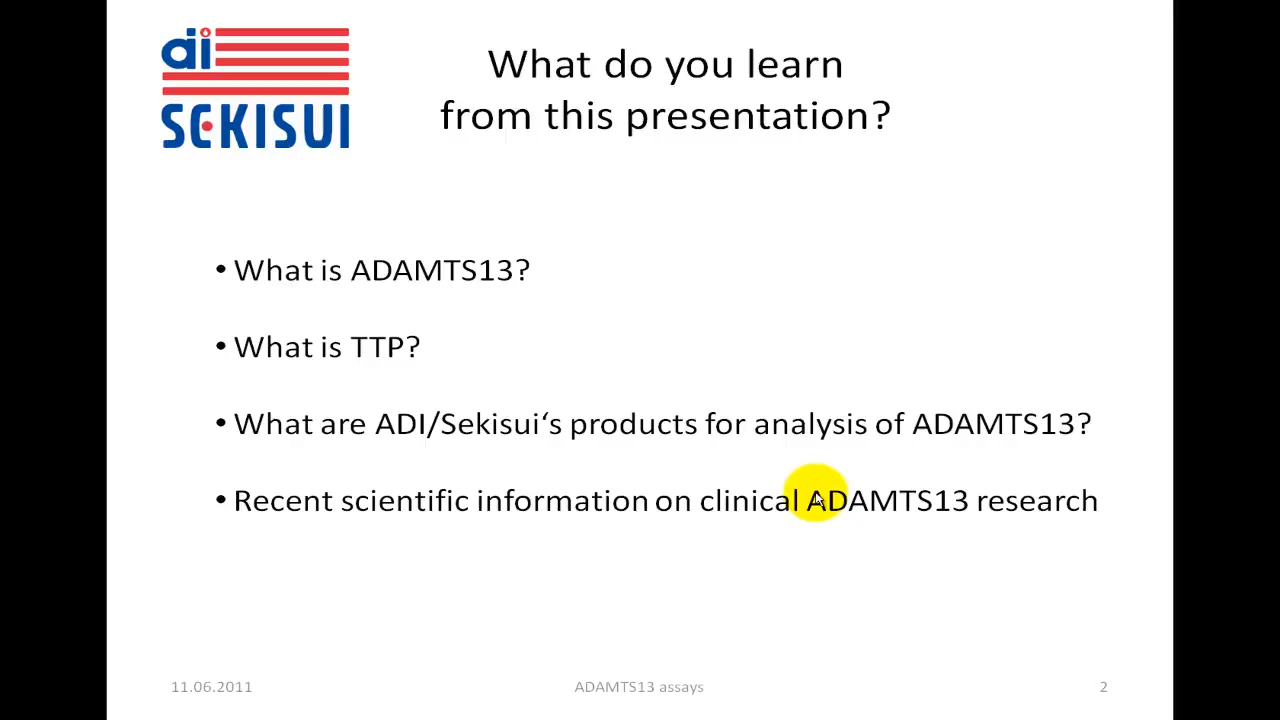 adi
SEKISUI
What do you learn
from this presentation?
• What is ADAMTS13?
• What is TTP?
• What are ADI/Sekisui‘s products for analysis of ADAMTS13?
• Recent scientific information on clinical ADAMTS13 research
11.06.2011
ADAMTS13 assays
2